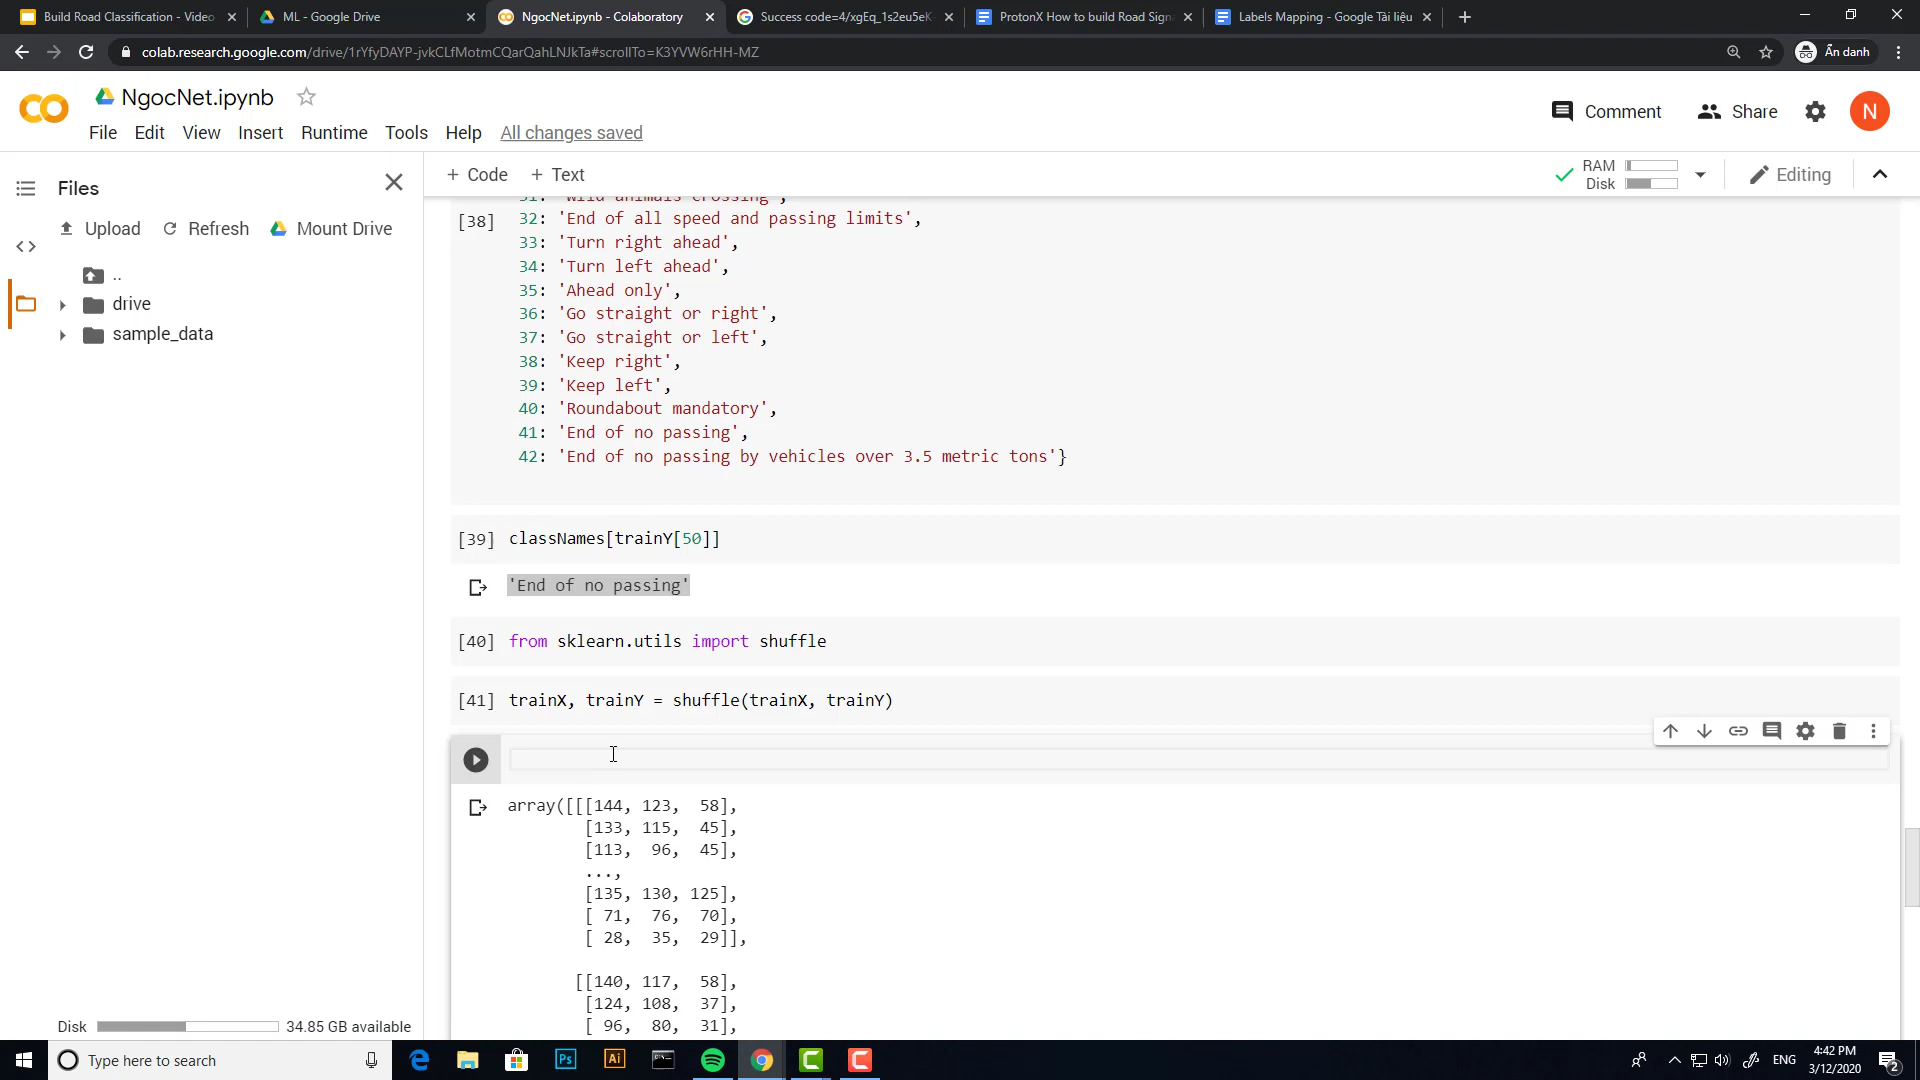 Build Road Classification - Video
ML - Google Drive
NgocNet.ipynb - Colaboratory
Success code=4/xgEq_1s2eu5eK
ProtonX How to build Road Sign
Labels Mapping - Google Tài liệu
colab.research.google.com/drive/1rYfyDAYP-jvkCLfMotmCQarQahLNJkTa#scrollTo=K3YVW6rHH-MZ
Ẩn danh
CO
NgocNet.ipynb
Comment
Share
N
File Edit View Insert Runtime Tools Help All changes saved
Files
+ Code + Text
RAM
Disk
Editing
Upload Refresh Mount Drive
..
drive
sample_data
31: 'Wild animals crossing',
[38] 32: 'End of all speed and passing limits',
33: 'Turn right ahead',
34: 'Turn left ahead',
35: 'Ahead only',
36: 'Go straight or right',
37: 'Go straight or left',
38: 'Keep right',
39: 'Keep left',
40: 'Roundabout mandatory',
41: 'End of no passing',
42: 'End of no passing by vehicles over 3.5 metric tons'}
[39] classNames[trainY[50]]
'End of no passing'
[40] from sklearn.utils import shuffle
[41] trainX, trainY = shuffle(trainX, trainY)
array([[[144, 123, 58],
[133, 115, 45],
[113, 96, 45],
...,
[135, 130, 125],
[ 71, 76, 70],
[ 28, 35, 29]],
[[140, 117, 58],
[124, 108, 37],
[ 96, 80, 31],
Disk 34.85 GB available
Type here to search
Ps
Ai
ENG
4:42 PM
3/12/2020
2